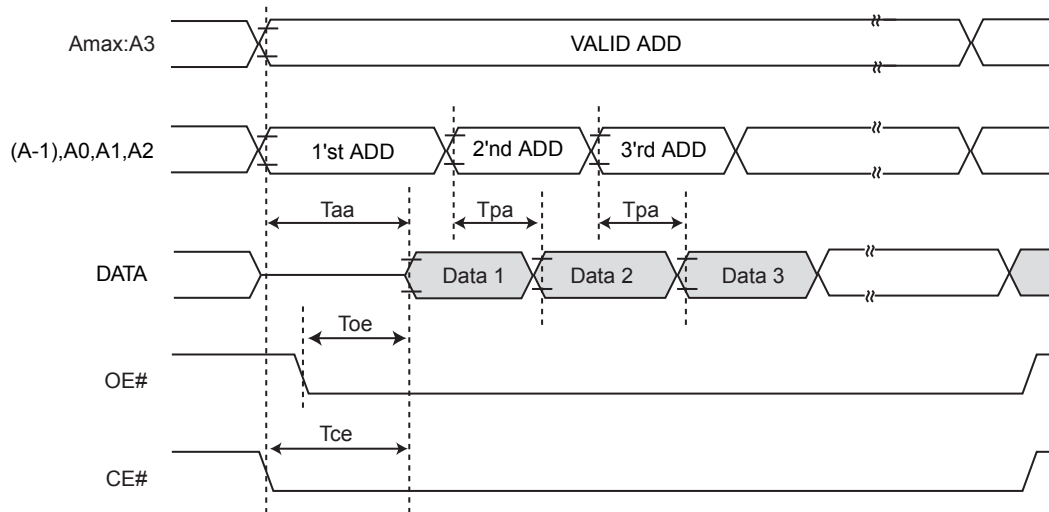 Amax:A3
VALID ADD
(A-1),A0,A1,A2
1'st ADD
2'nd ADD
3'rd ADD
Taa
Tpa
Tpa
DATA
Data 1
Data 2
Data 3
Toe
OE#
Tce
CE#